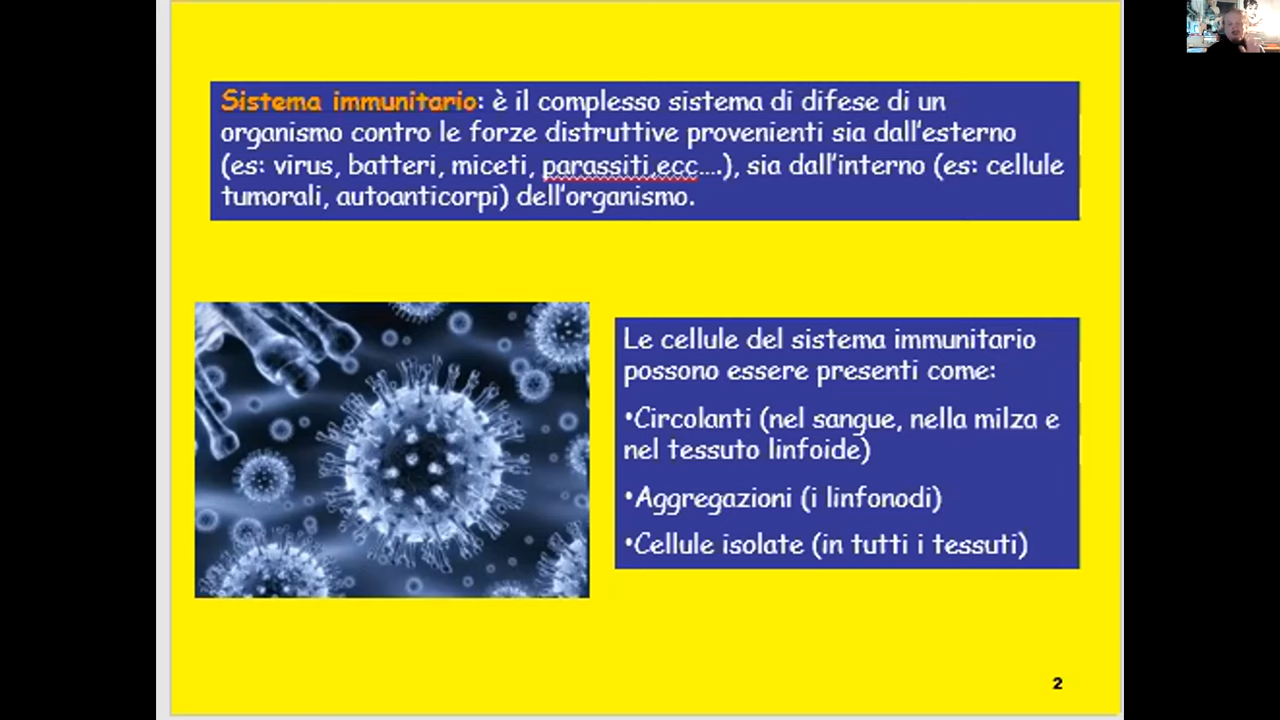 Sistema immunitario: è il complesso sistema di difese di un
organismo contro le forze distruttive provenienti sia dall'esterno
(es: virus, batteri, miceti, parassiti,ecc….), sia dall'interno (es: cellule
tumorali, autoanticorpi) dell'organismo.
Le cellule del sistema immunitario
possono essere presenti come:
•Circolanti (nel sangue, nella milza e
nel tessuto linfoide)
•Aggregazioni (i linfonodi)
•Cellule isolate (in tutti i tessuti)
2